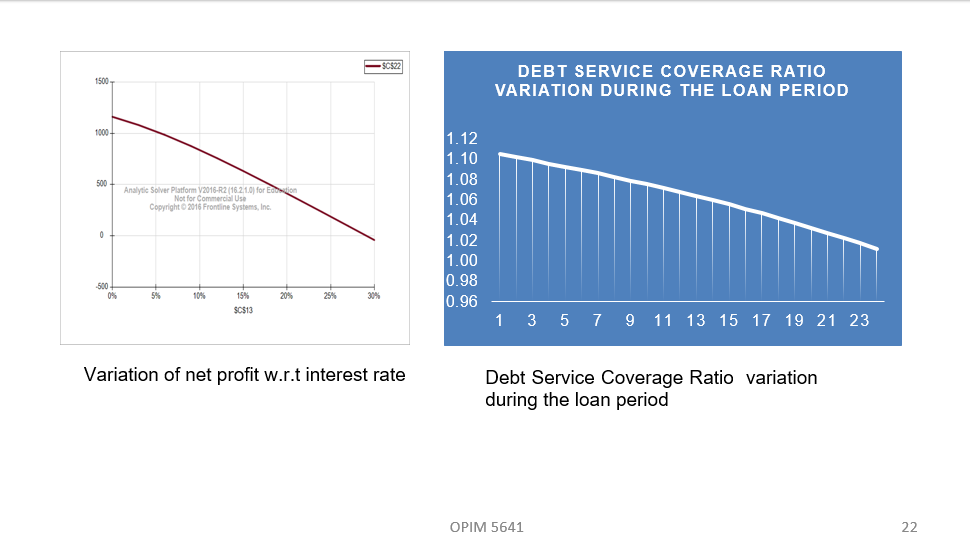 $C$22
1500
1000
500
0
-500
0%
5%
10%
15%
20%
25%
30%
$C$13
Analytic Solver Platform V2016-R2 (16.2.1.0) for Education
Not for Commercial Use
Copyright © 2016 Frontline Systems, Inc.
DEBT SERVICE COVERAGE RATIO
VARIATION DURING THE LOAN PERIOD
1.12
1.10
1.08
1.06
1.04
1.02
1.00
0.98
0.96
1 3 5 7 9 11 13 15 17 19 21 23
Variation of net profit w.r.t interest rate
Debt Service Coverage Ratio variation
during the loan period
OPIM 5641
22